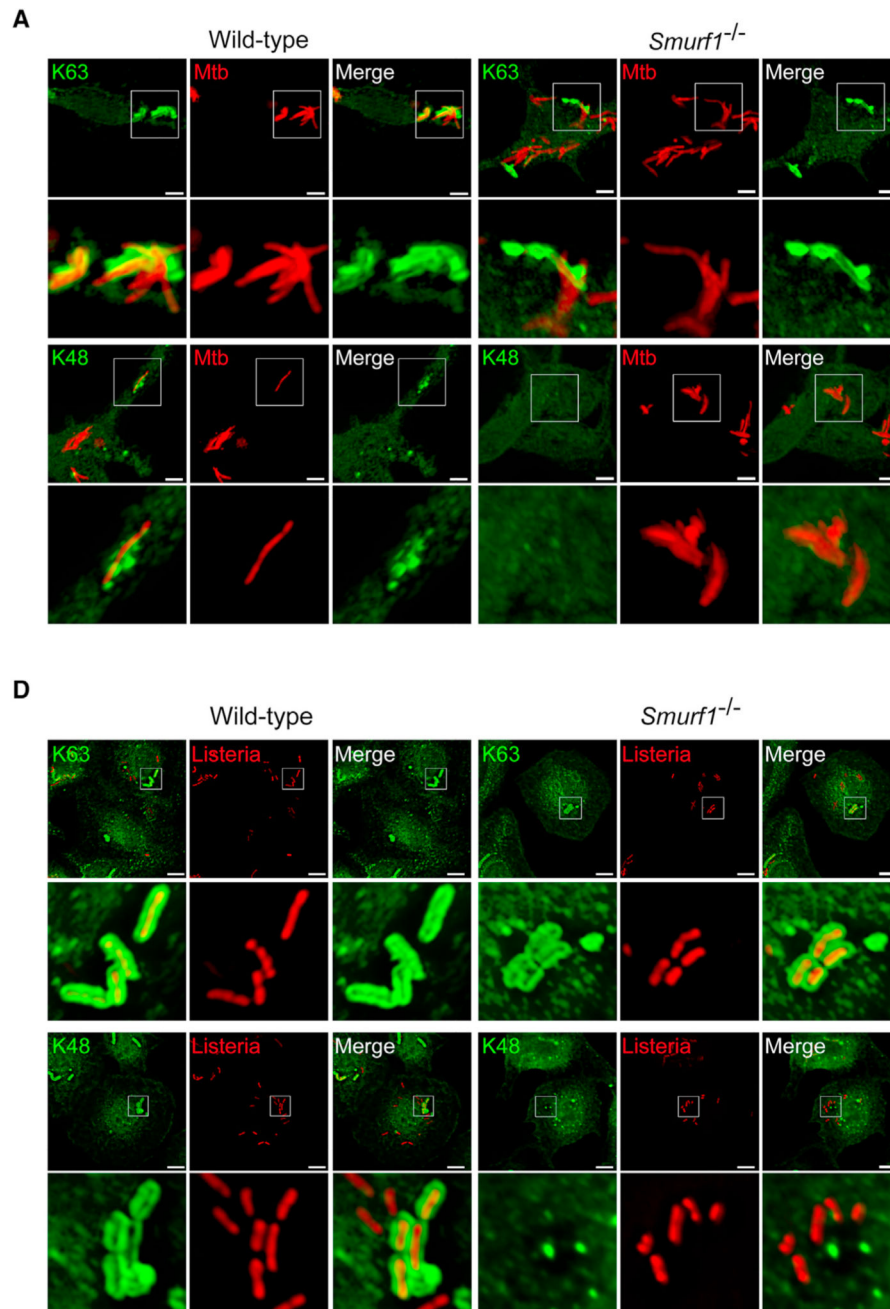 A
Wild-type Smurf1-/-
K63 Mtb Merge K63 Mtb Merge
K48 Mtb Merge K48 Mtb Merge
D
Wild-type Smurf1-/-
K63 Listeria Merge K63 Listeria Merge
K48 Listeria Merge K48 Listeria Merge